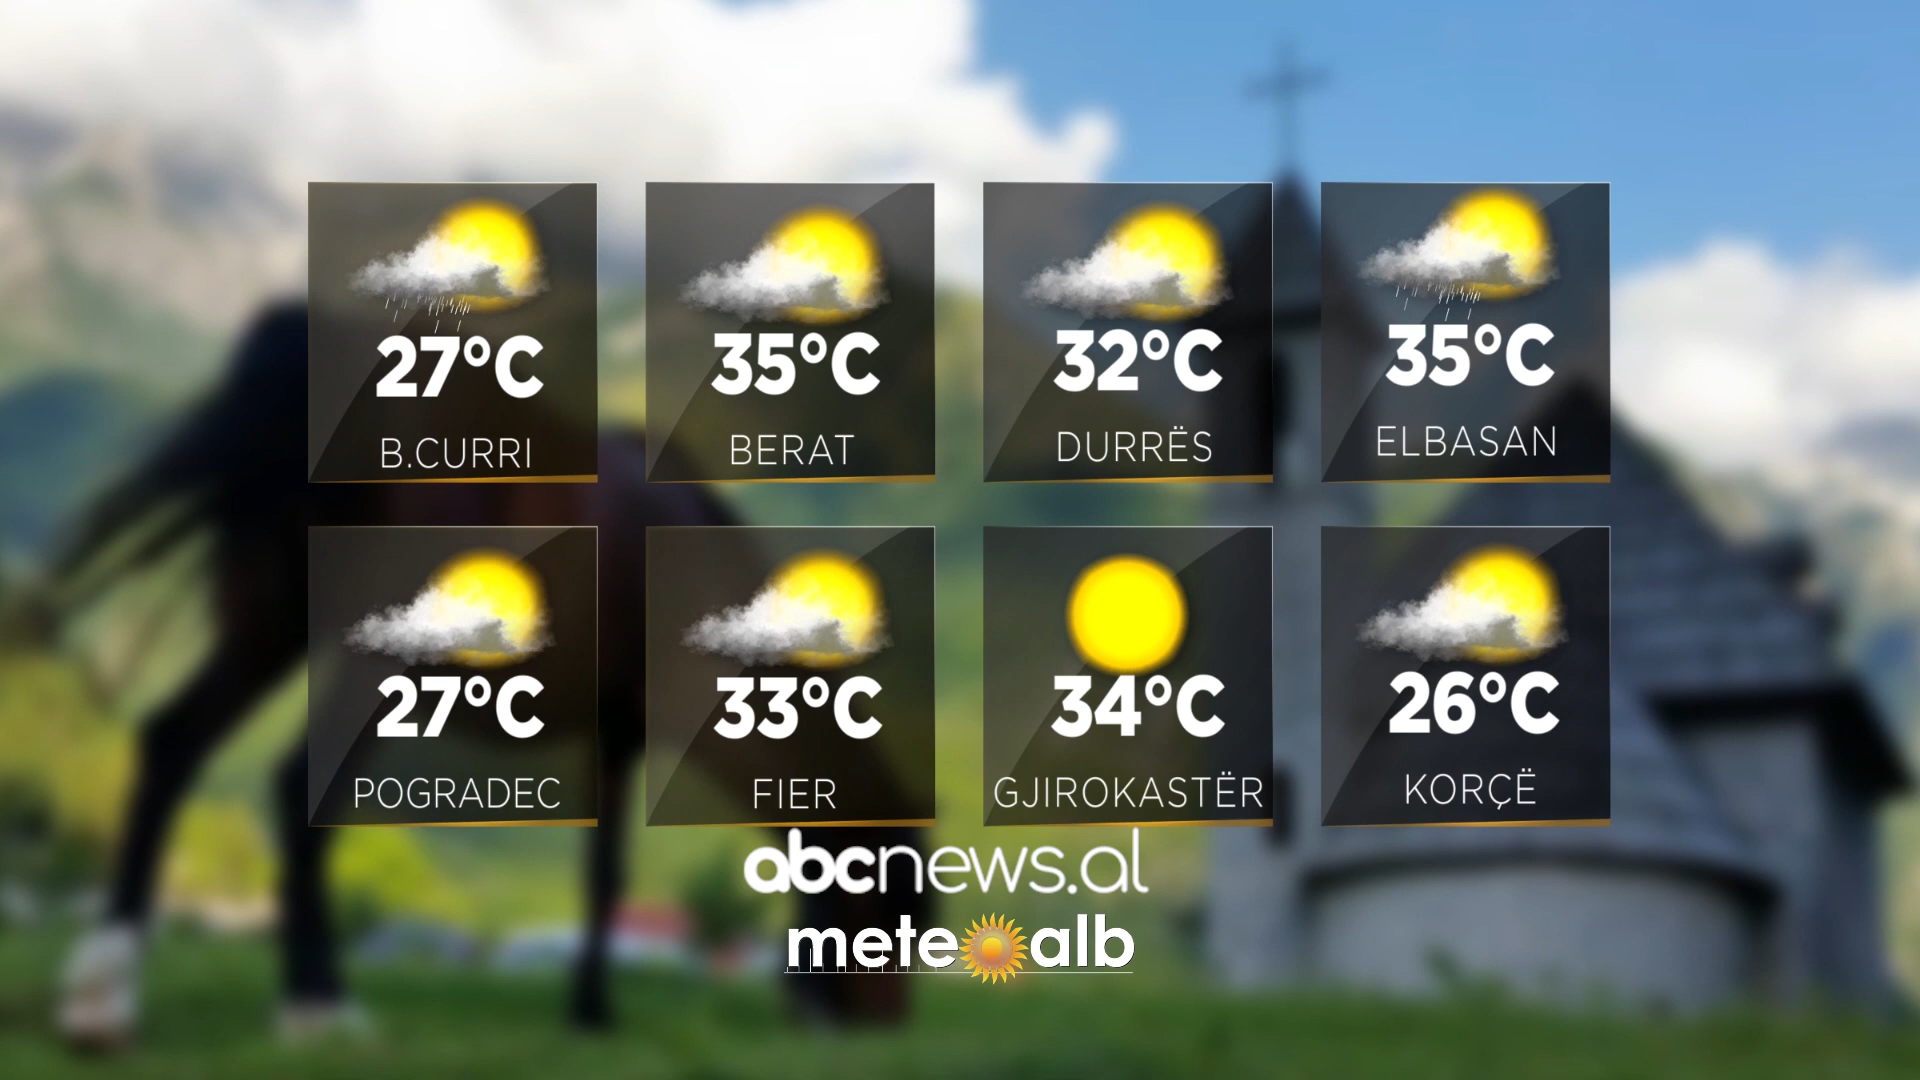 27°C
B.CURRI
35°C
BERAT
32°C
DURRËS
35°C
ELBASAN
27°C
POGRADEC
33°C
FIER
34°C
GJIROKASTËR
26°C
KORÇË
abcnews.al
meteoalb